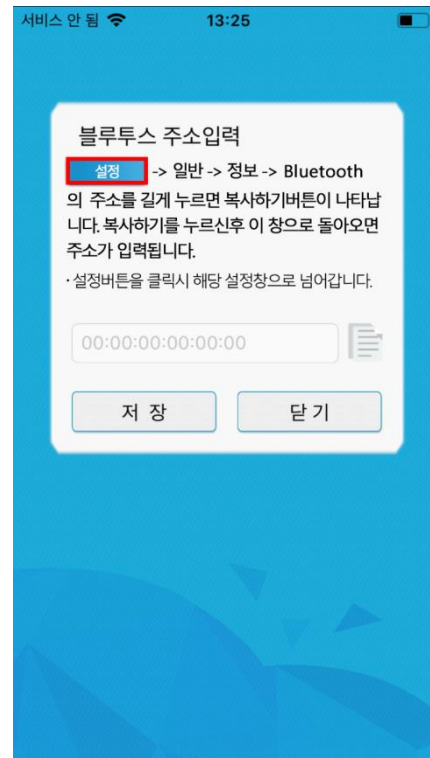 서비스 안 됨 13:25
블루투스 주소입력
설정 -> 일반 -> 정보 -> Bluetooth
의 주소를 길게 누르면 복사하기버튼이 나타납
니다. 복사하기를 누르신후 이 창으로 돌아오면
주소가 입력됩니다.
·설정버튼을 클릭시 해당 설정창으로 넘어갑니다.
00:00:00:00:00:00
저 장 닫 기